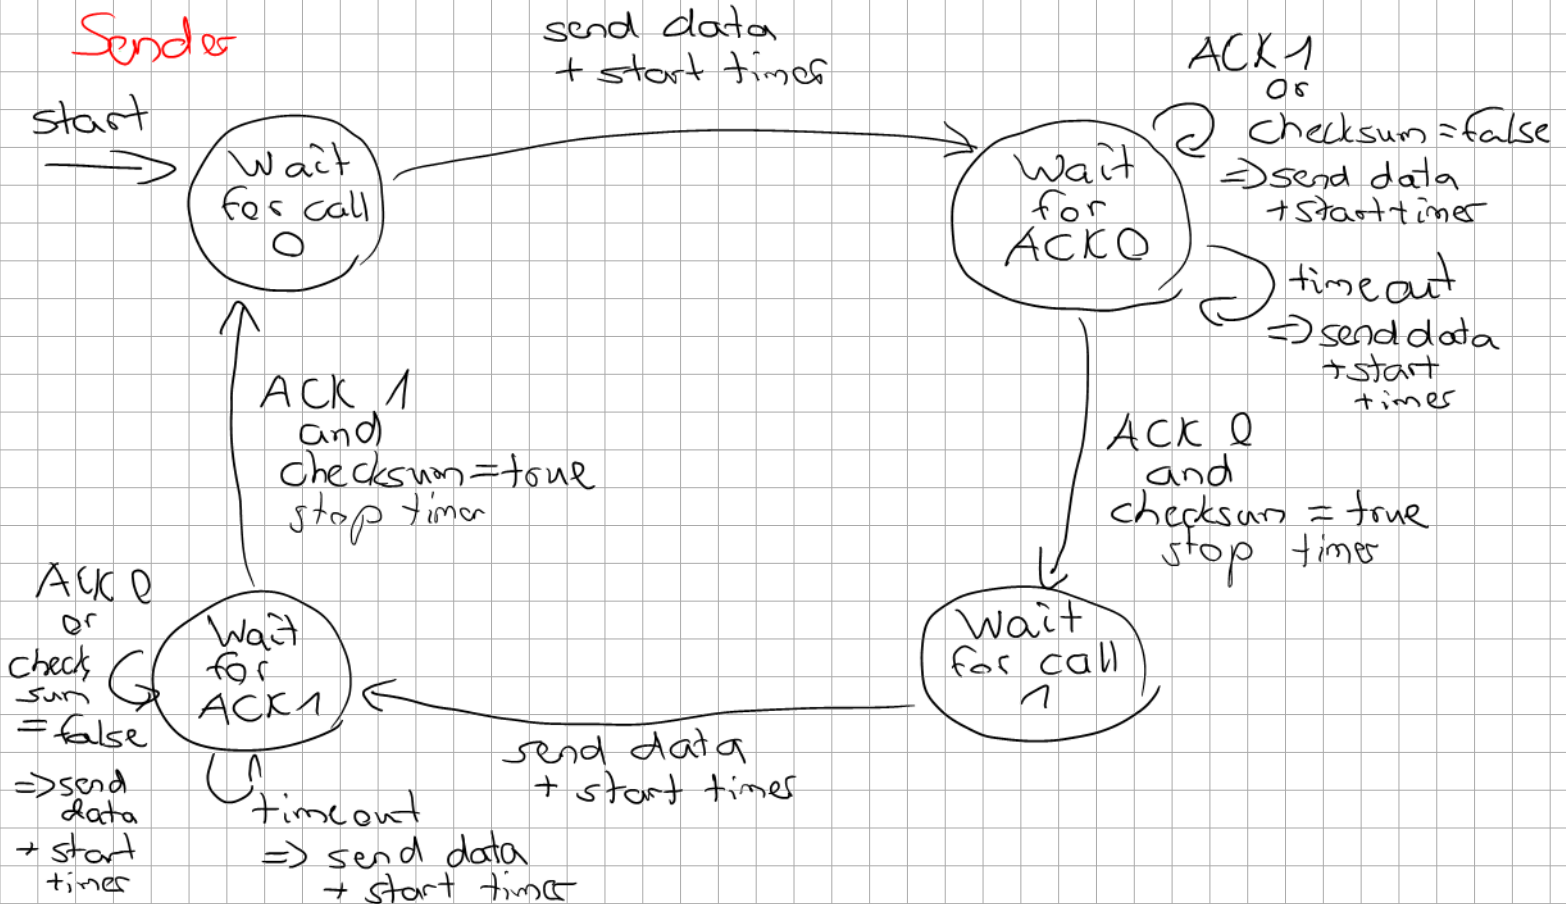 Sender
send data
+ start timer
start
Wait
for call
0
Wait
for
ACK0
ACK1
or
checksum=false
=>send data
+start timer
timeout
=>send data
+start
timer
ACK 0
and
checksum = true
stop timer
Wait
for call
1
send data
+ start timer
Wait
for
ACK1
ACK 0
or
check
sum
=false
=>send
data
+ start
timer
timeout
=> send data
+ start timer
ACK 1
and
checksum=true
stop timer